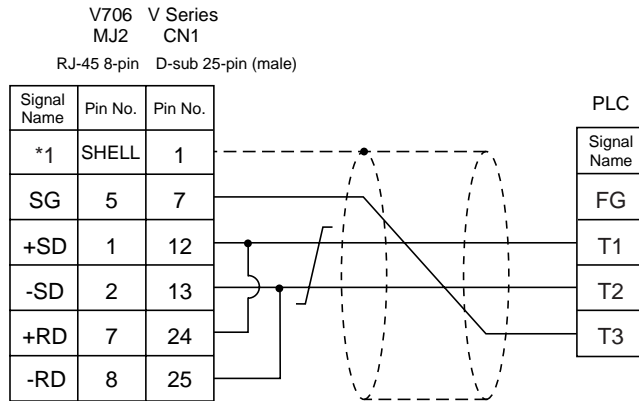 V706 V Series
MJ2 CN1
RJ-45 8-pin D-sub 25-pin (male)
Signal Name Pin No. Pin No.
*1 SHELL 1
SG 5 7
+SD 1 12
-SD 2 13
+RD 7 24
-RD 8 25
PLC
Signal
Name
FG
T1
T2
T3